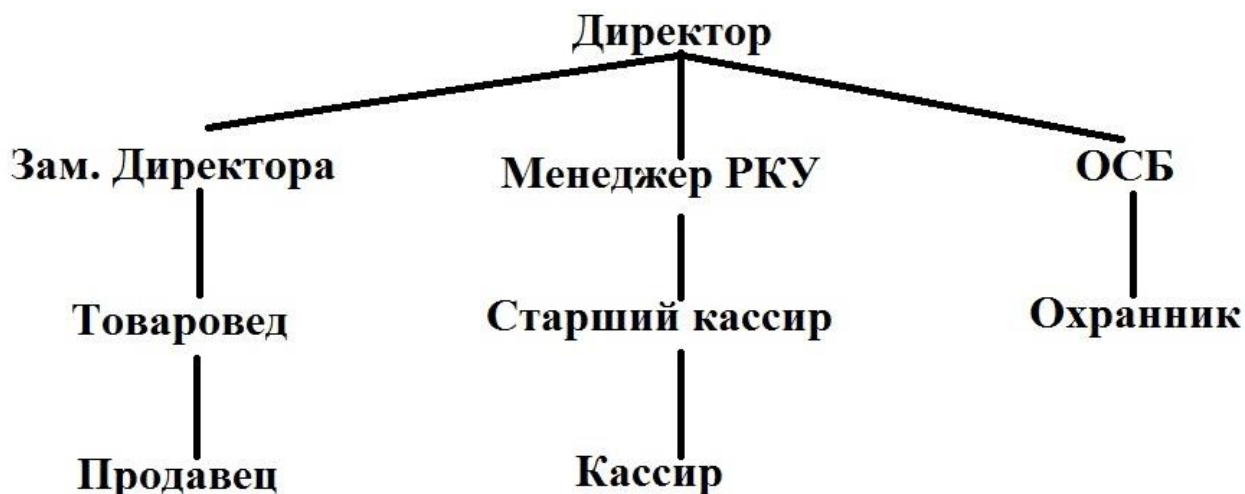 Директор
Зам. Директора
Менеджер РКУ
ОСБ
Товаровед
Старший кассир
Охранник
Продавец
Кассир